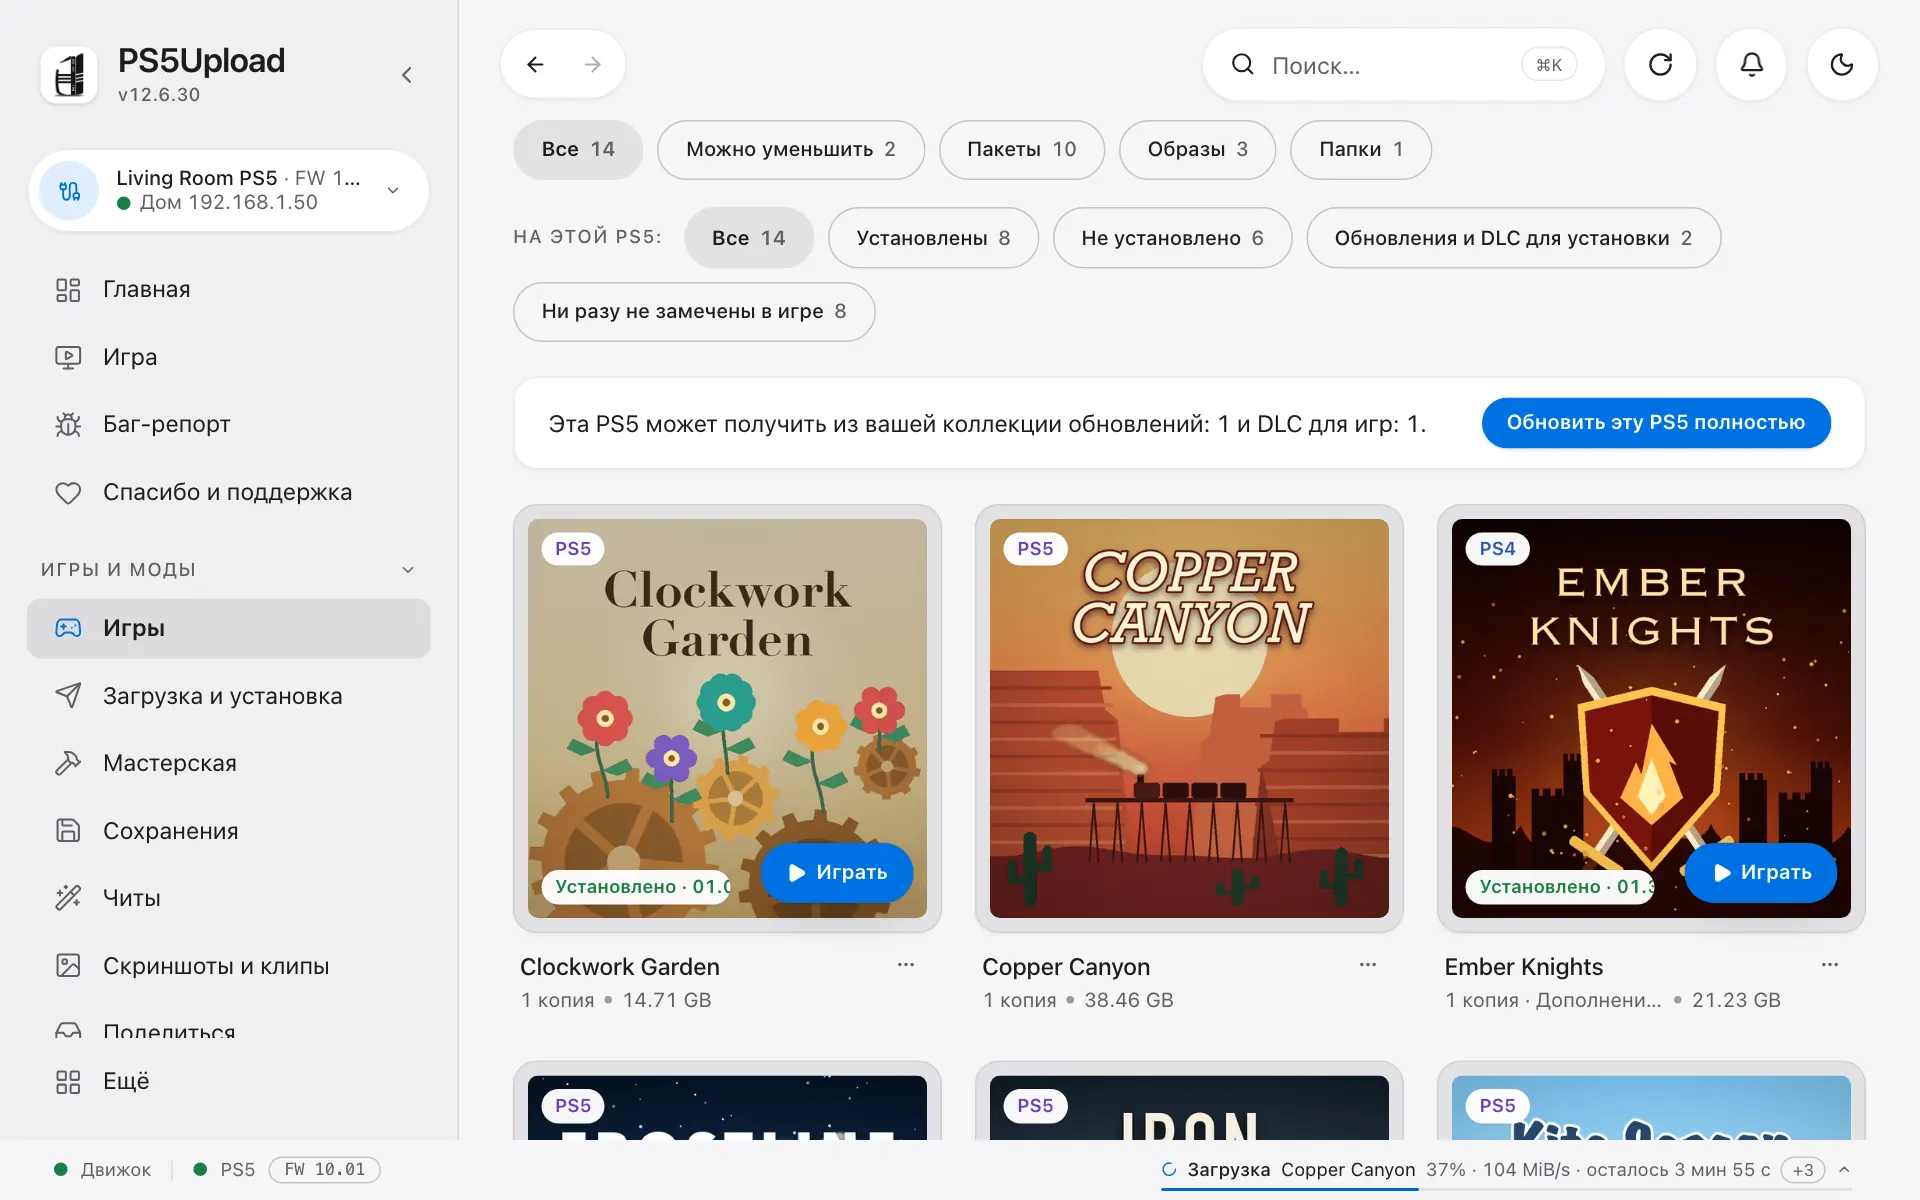 PS5Upload
v12.6.30
Living Room PS5 · FW 1...
Дом 192.168.1.50
Главная
Игра
Баг-репорт
Спасибо и поддержка
ИГРЫ И МОДЫ
Игры
Загрузка и установка
Мастерская
Сохранения
Читы
Скриншоты и клипы
Поделиться
Ещё
Поиск... ⌘K
Все 14
Можно уменьшить 2
Пакеты 10
Образы 3
Папки 1
НА ЭТОЙ PS5:
Все 14
Установлены 8
Не установлено 6
Обновления и DLC для установки 2
Ни разу не замечены в игре 8
Эта PS5 может получить из вашей коллекции обновлений: 1 и DLC для игр: 1.
Обновить эту PS5 полностью
PS5
Clockwork
Garden
Установлено · 01.0
Играть
Clockwork Garden
1 копия • 14.71 GB
PS5
COPPER
CANYON
Copper Canyon
1 копия • 38.46 GB
PS4
EMBER
KNIGHTS
Установлено · 01.3
Играть
Ember Knights
1 копия · Дополнени... • 21.23 GB
PS5
FROSTLINE
PS5
IRON
PS5
Движок
PS5
FW 10.01
Загрузка Copper Canyon 37% · 104 MiB/s · осталось 3 мин 55 с +3